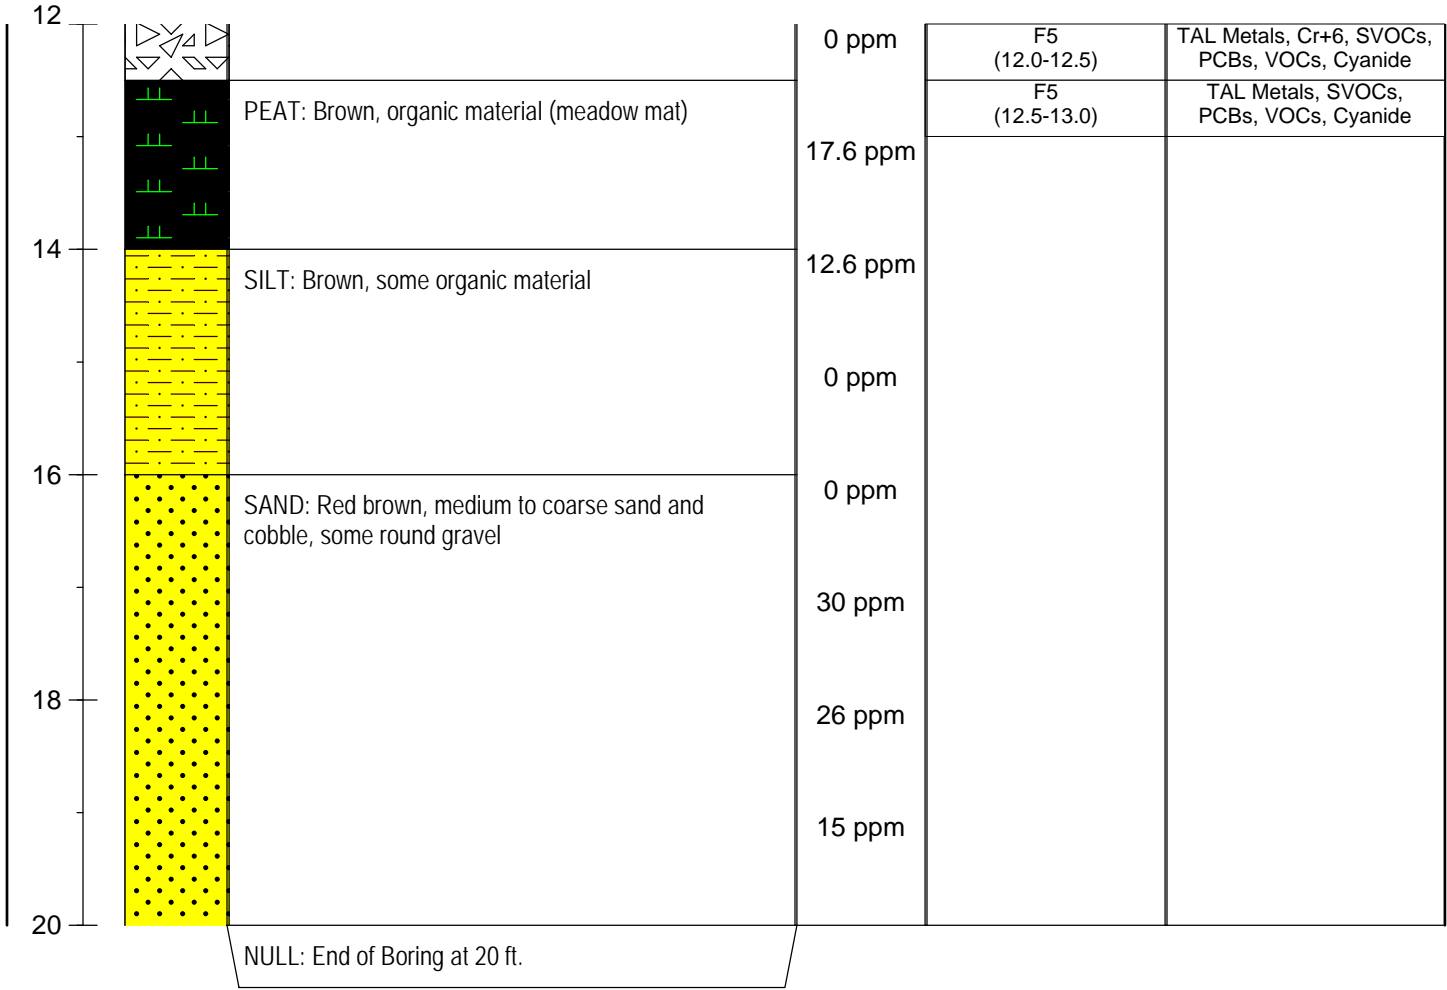 12
0 ppm
F5
(12.0-12.5)
TAL Metals, Cr+6, SVOCs,
PCBs, VOCs, Cyanide
PEAT: Brown, organic material (meadow mat)
F5
(12.5-13.0)
TAL Metals, SVOCs,
PCBs, VOCs, Cyanide
17.6 ppm
14
12.6 ppm
SILT: Brown, some organic material
0 ppm
16
0 ppm
SAND: Red brown, medium to coarse sand and
cobble, some round gravel
30 ppm
18
26 ppm
15 ppm
20
NULL: End of Boring at 20 ft.